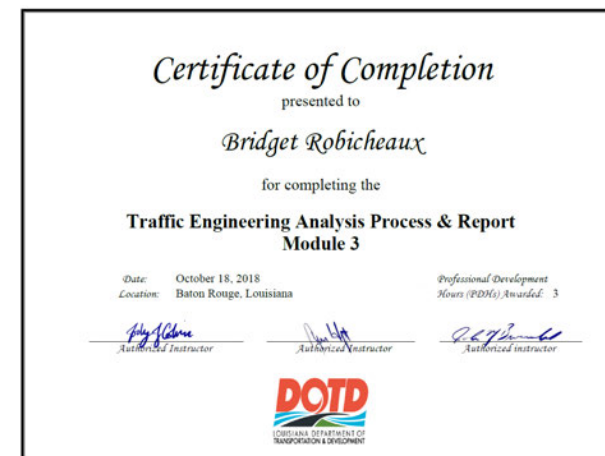 Certificate of Completion
presented to
Bridget Robicheaux
for completing the
Traffic Engineering Analysis Process & Report
Module 3
Date: October 18, 2018
Location: Baton Rouge, Louisiana
Professional Development
Hours (PDHs) Awarded: 3
Authorized Instructor
Authorized Instructor
Authorized instructor
DOTD
LOUISIANA DEPARTMENT OF
TRANSPORTATION & DEVELOPMENT